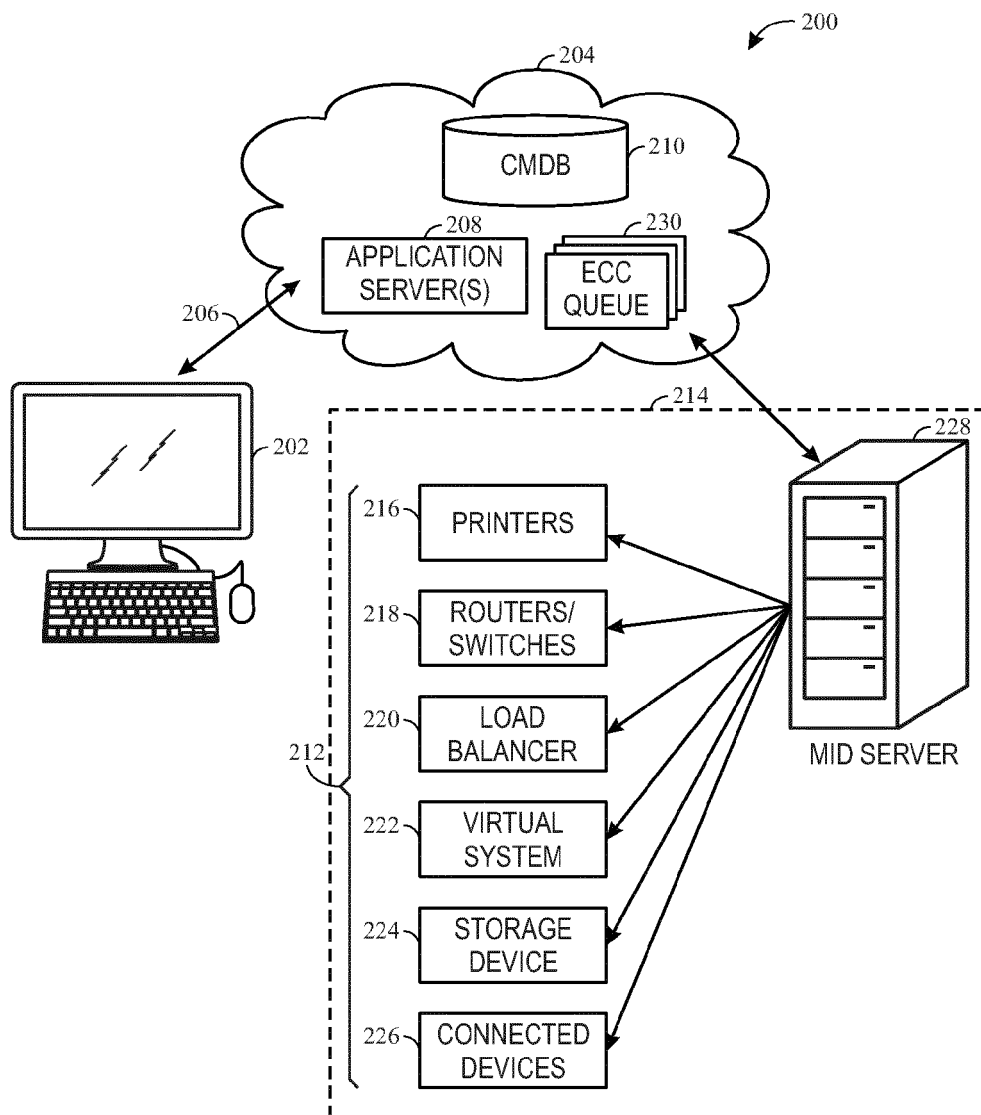 200
204
CMDB
210
208
230
APPLICATION
SERVER(S)
ECC
QUEUE
206
214
228
202
216
PRINTERS
218
ROUTERS/
SWITCHES
220
LOAD
BALANCER
MID SERVER
212
222
VIRTUAL
SYSTEM
224
STORAGE
DEVICE
226
CONNECTED
DEVICES